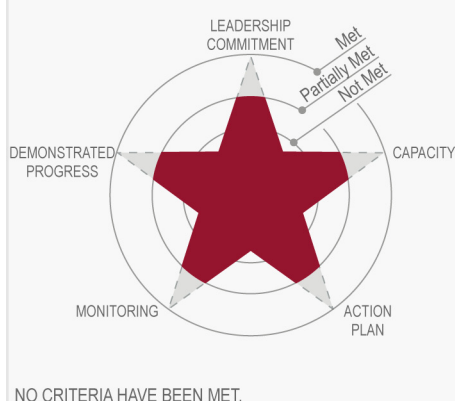 LEADERSHIP
COMMITMENT
Met
Partially Met
Not Met
DEMONSTRATED
PROGRESS
CAPACITY
MONITORING
ACTION
PLAN
NO CRITERIA HAVE BEEN MET.